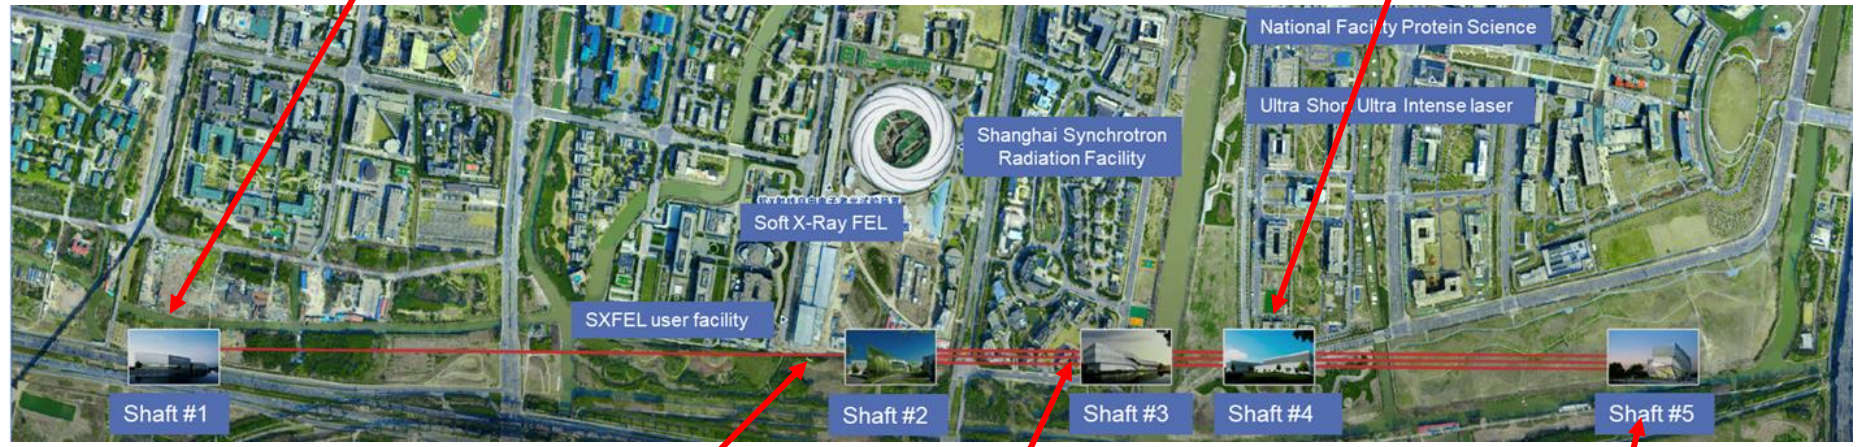 National Facility Protein Science
Ultra Short Ultra Intense laser
Shanghai Synchrotron
Radiation Facility
Soft X-Ray FEL
SXFEL user facility
Shaft #1
Shaft #2
Shaft #3
Shaft #4
Shaft #5